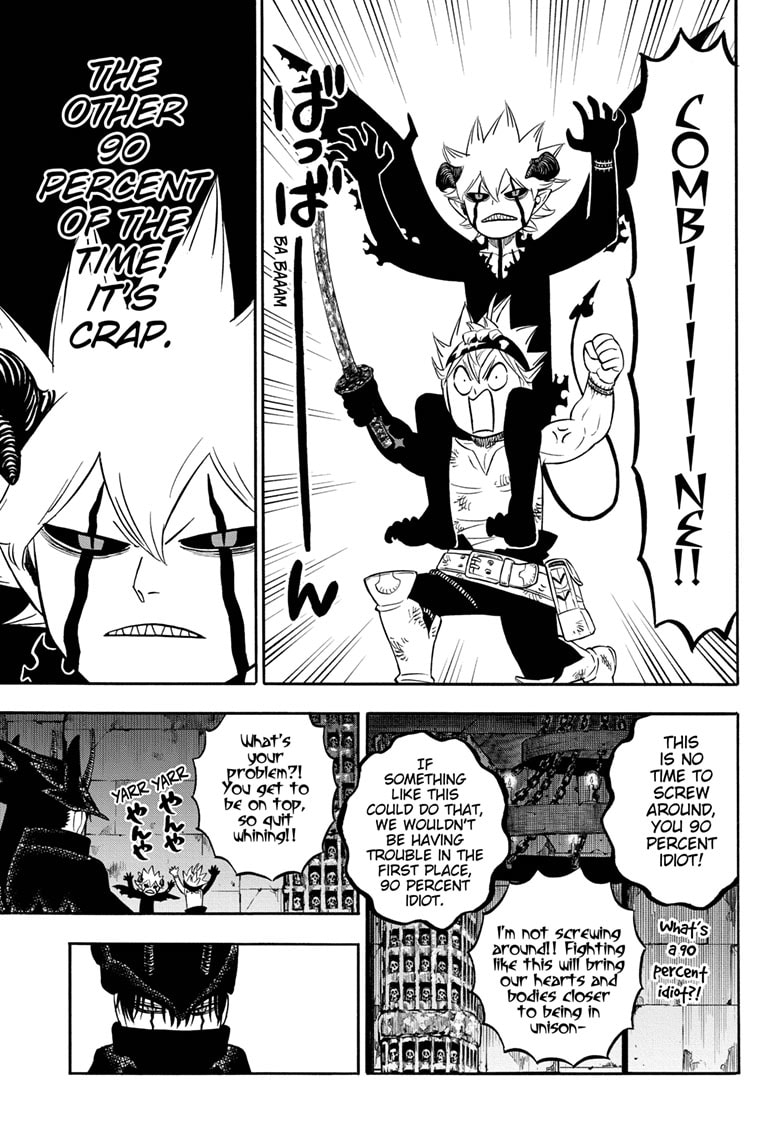 COMBIIIIIIINE!!
ばっばーーん
BA BAAAM
THE
OTHER
90
PERCENT
OF THE
TIME!
IT'S
CRAP.
THIS
IS NO
TIME TO
SCREW
AROUND,
YOU 90
PERCENT
IDIOT!
What's
a 90
percent
idiot?!
I'm not screwing
around!! Fighting
like this will bring
our hearts and
bodies closer
to being in
unison-
IF
SOMETHING
LIKE THIS
COULD DO THAT,
WE WOULDN'T
BE HAVING
TROUBLE IN THE
FIRST PLACE,
90 PERCENT
IDIOT.
What's
your
problem?!
You get to
be on top,
so quit
whining!!
YARR YARR
やんや
やんや